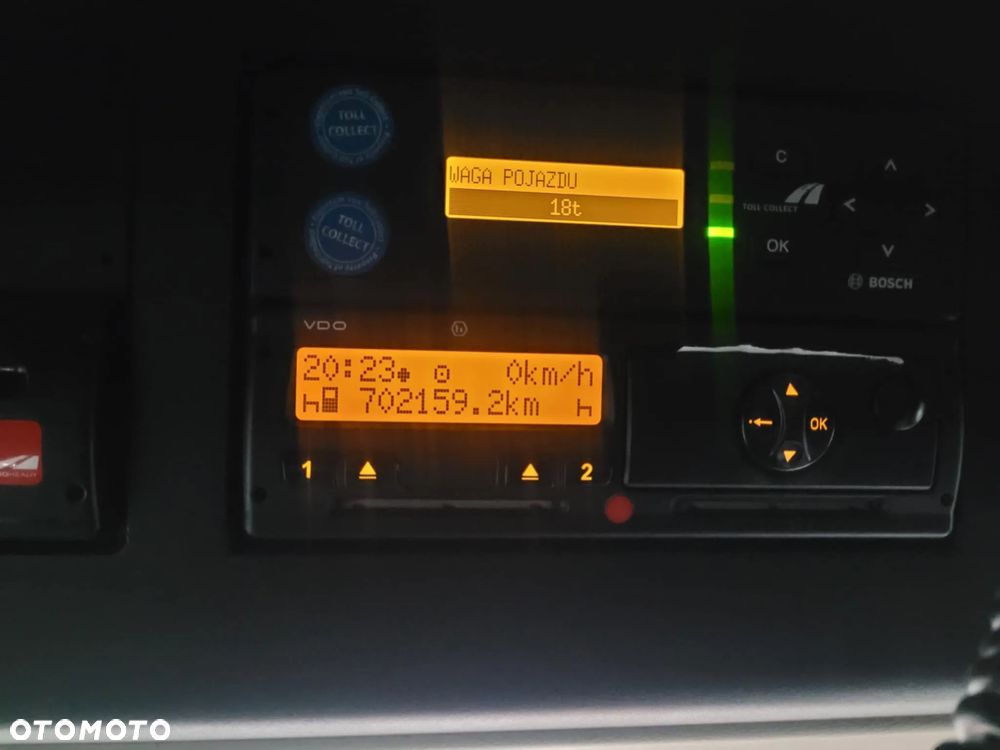 TOLL
COLLECT
WAGA POJAZDU
18t
TOLL
COLLECT
C
TOLL COLLECT
OK
BOSCH
VDO
20:23 0km/h
702159.2km
OK
1 2
OTOMOTO